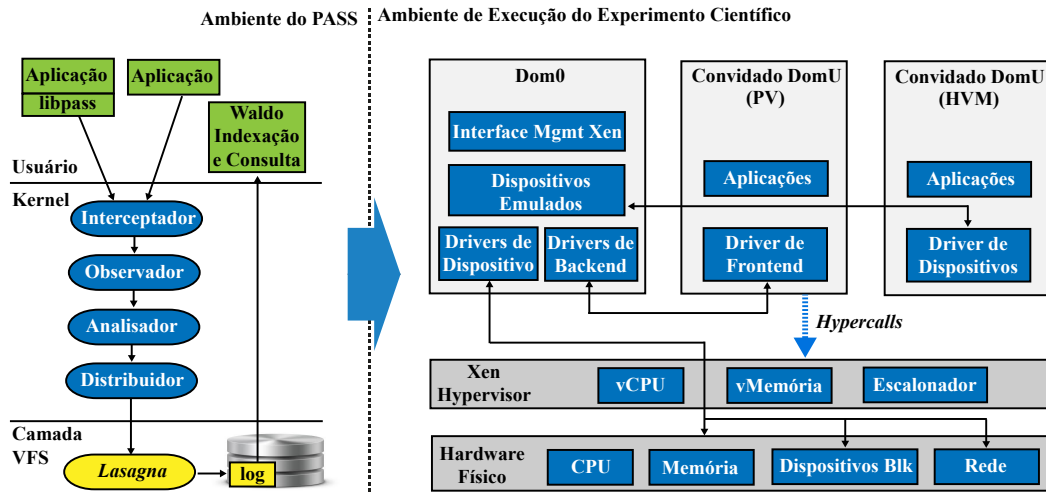 Ambiente do PASS
Ambiente de Execução do Experimento Científico
Aplicação
libpass
Aplicação
Waldo
Indexação
e Consulta
Usuário
Kernel
Interceptador
Observador
Analisador
Distribuidor
Camada
VFS
Lasagna
log
Dom0
Interface Mgmt Xen
Dispositivos
Emulados
Drivers de
Dispositivo
Drivers de
Backend
Convidado DomU
(PV)
Aplicações
Driver de
Frontend
Convidado DomU
(HVM)
Aplicações
Driver de
Dispositivos
Hypercalls
Xen
Hypervisor
vCPU
vMemória
Escalonador
Hardware
Físico
CPU
Memória
Dispositivos Blk
Rede